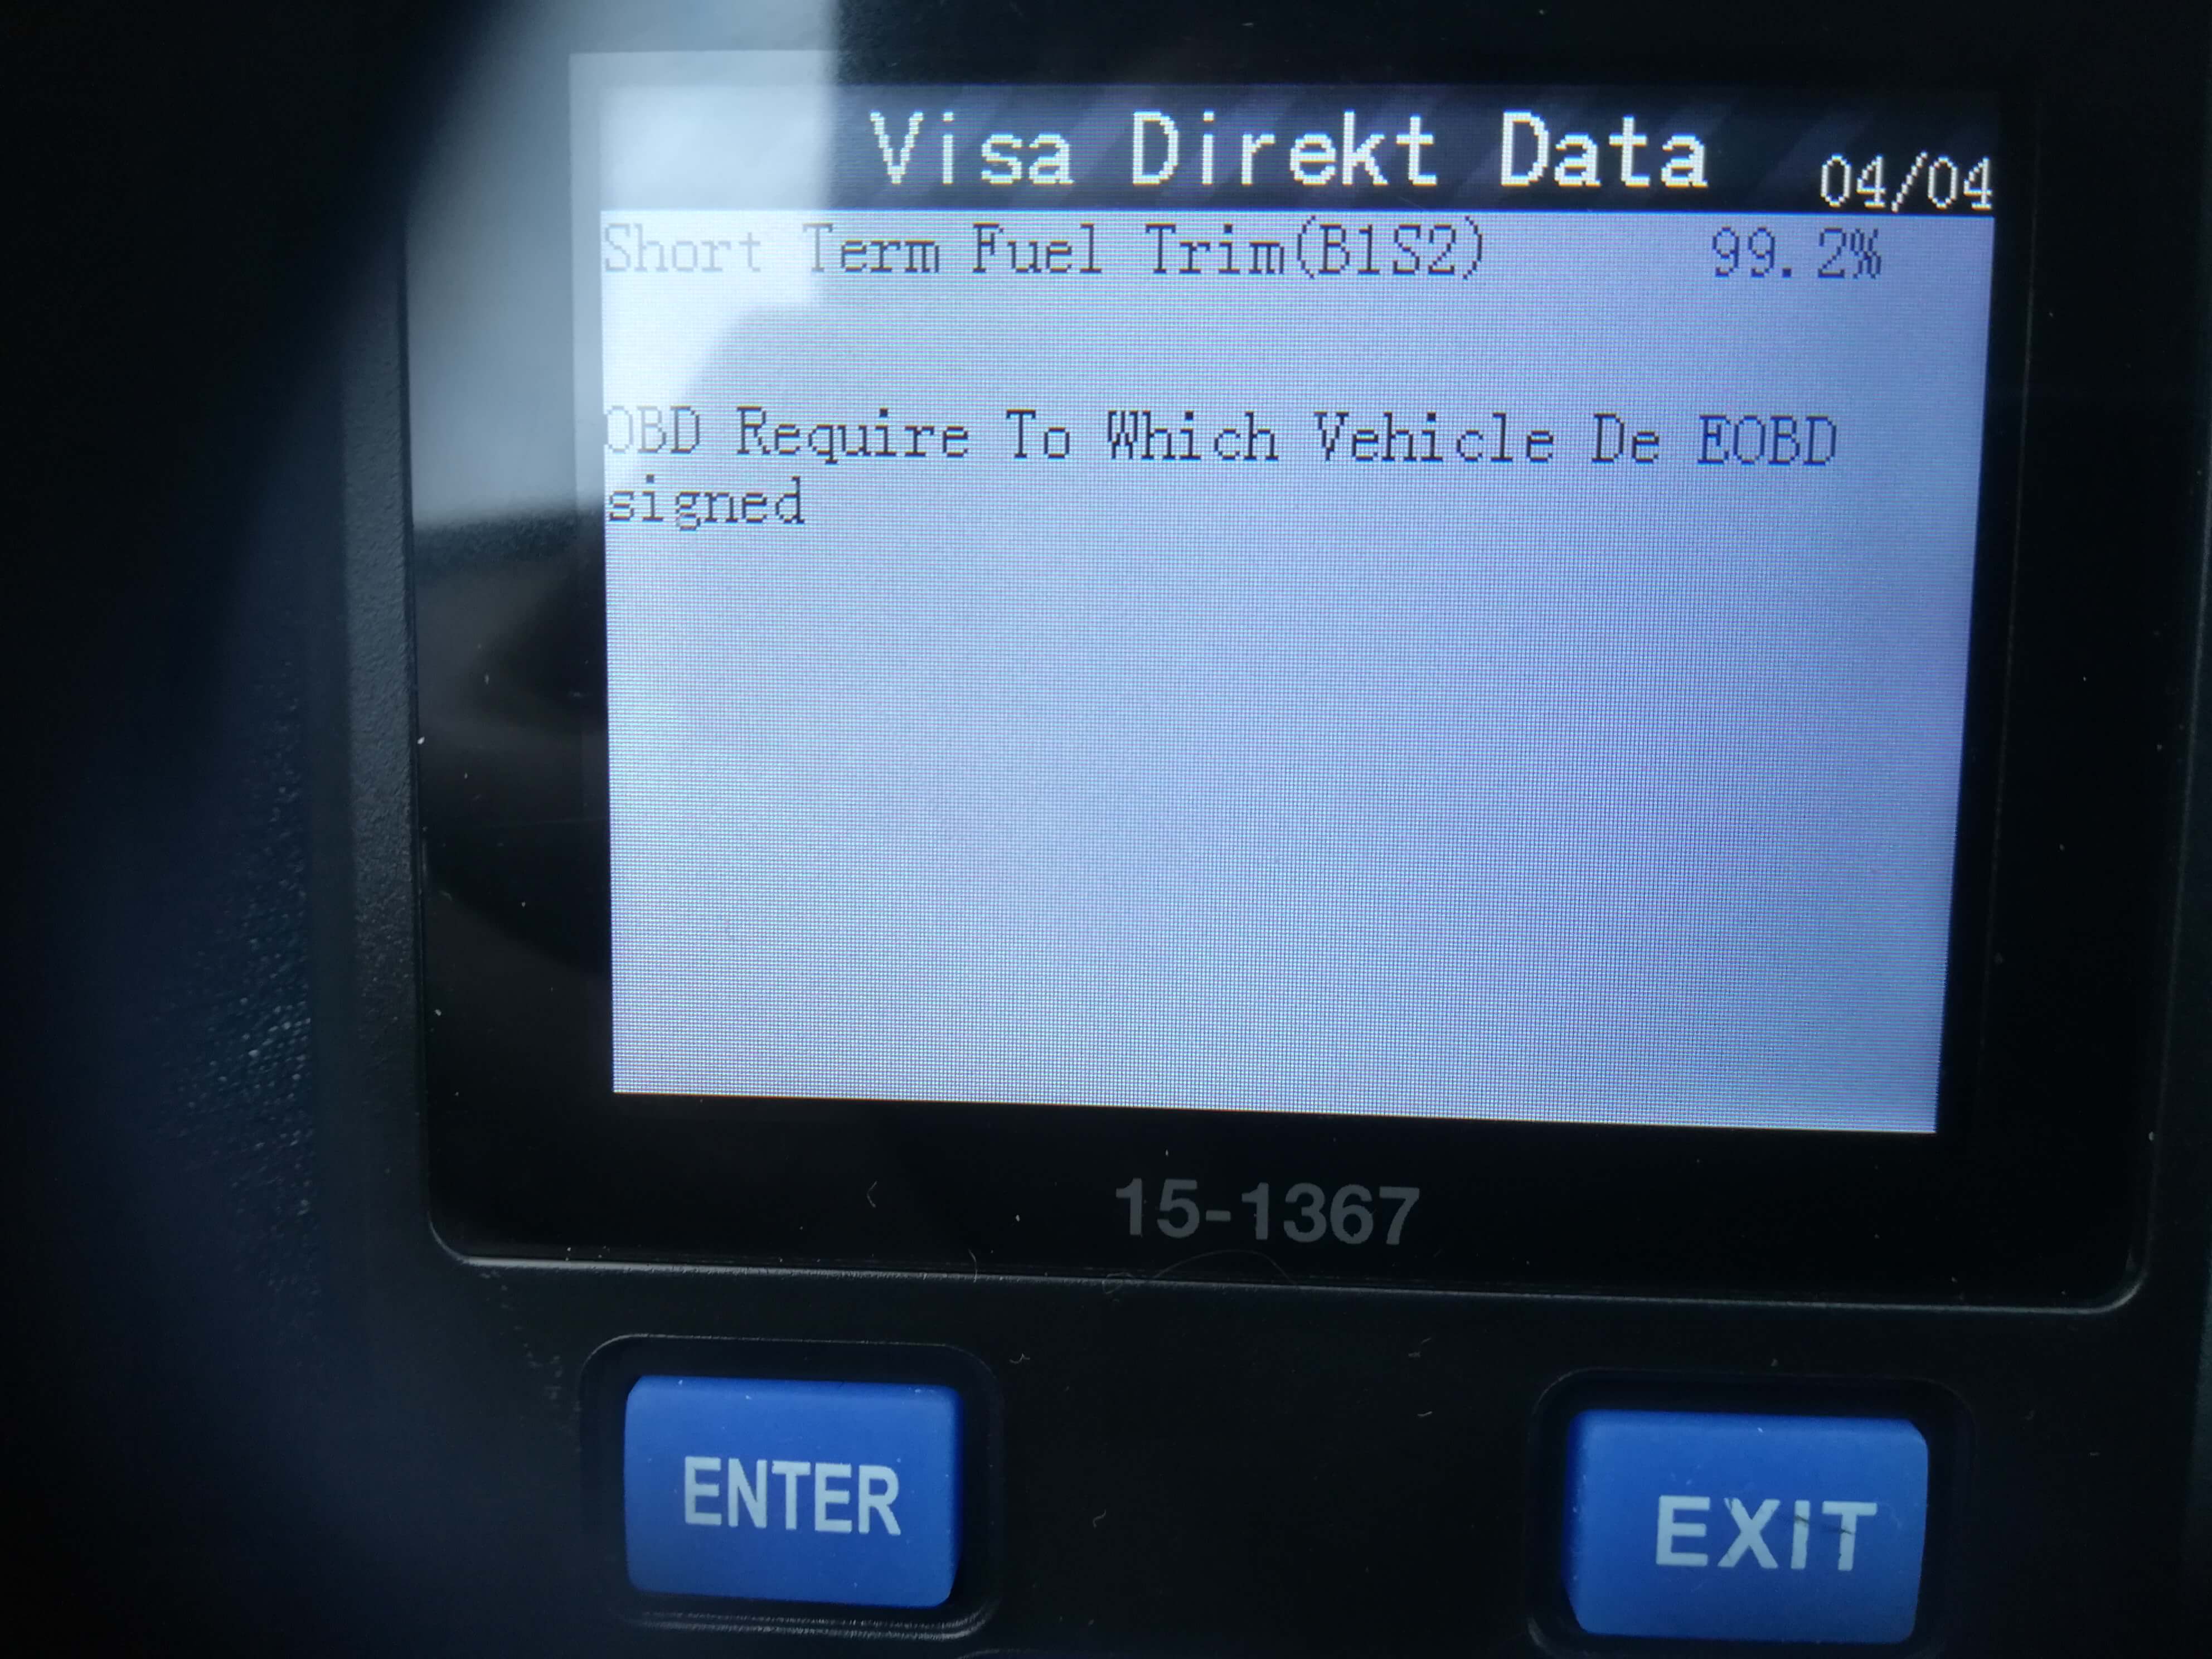 Visa Direkt Data 04/04
Short Term Fuel Trim(B1S2) 99.2%
OBD Require To Which Vehicle De EOBD
signed
15-1367
ENTER
EXIT